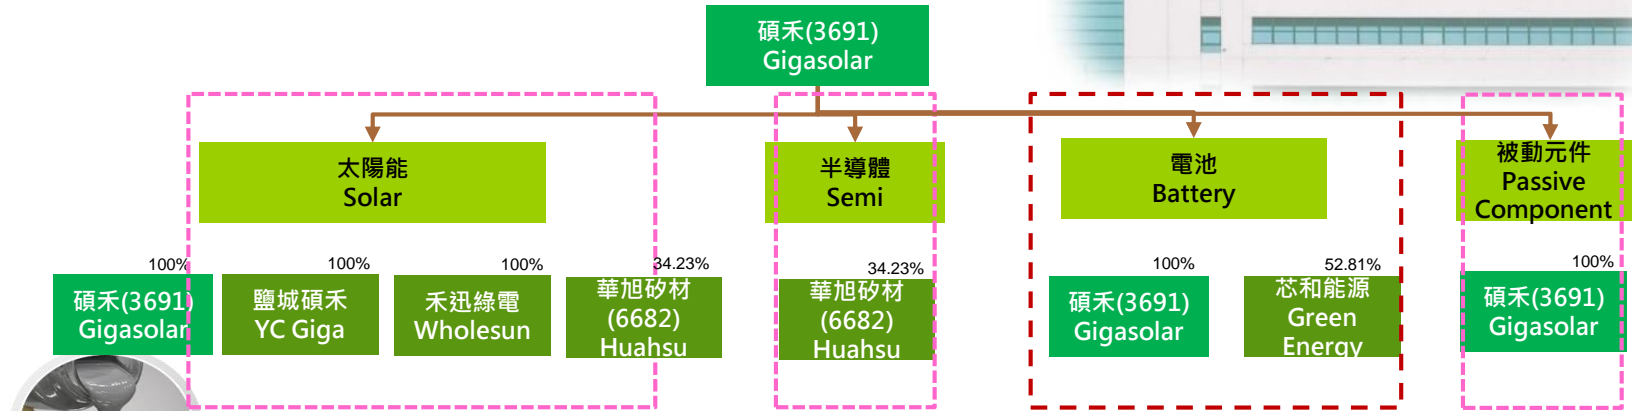 碩禾(3691)
Gigasolar
太陽能
Solar
半導體
Semi
電池
Battery
被動元件
Passive
Component
100%
碩禾(3691)
Gigasolar
100%
鹽城碩禾
YC Giga
100%
禾迅綠電
Wholesun
34.23%
華旭矽材
(6682)
Huahsu
34.23%
華旭矽材
(6682)
Huahsu
100%
碩禾(3691)
Gigasolar
52.81%
芯和能源
Green
Energy
100%
碩禾(3691)
Gigasolar